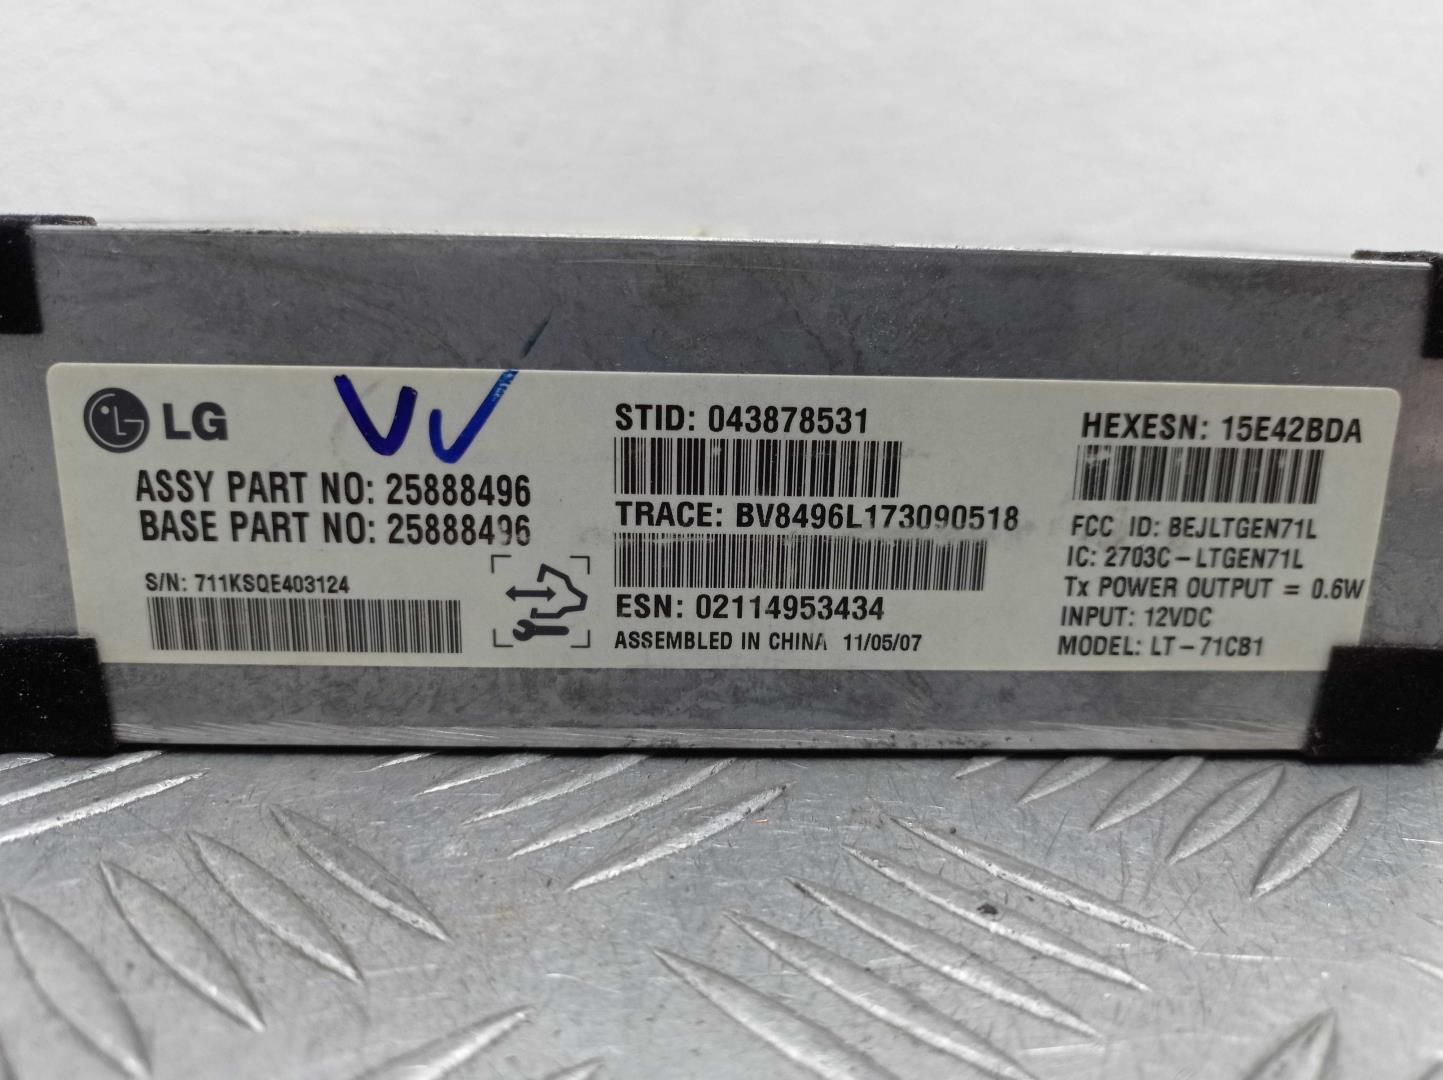 LG
ASSY PART NO: 25888496
BASE PART NO: 25888496
S/N: 711KSQE403124
STID: 043878531
TRACE: BV8496L173090518
ESN: 02114953434
ASSEMBLED IN CHINA 11/05/07
HEXESN: 15E42BDA
FCC ID: BEJLTGEN71L
IC: 2703C-LTGEN71L
Tx POWER OUTPUT = 0.6W
INPUT: 12VDC
MODEL: LT-71CB1